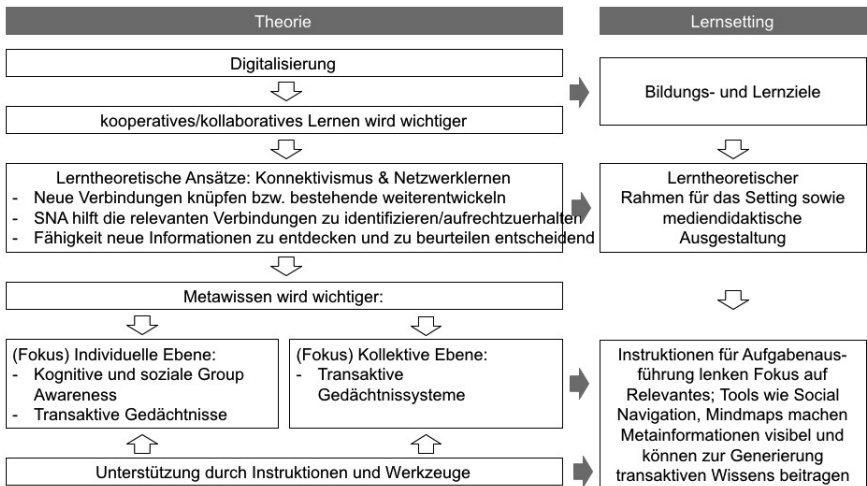 Theorie
Lernsetting
Digitalisierung
kooperatives/kollaboratives Lernen wird wichtiger
Bildungs- und Lernziele
Lerntheoretische Ansätze: Konnektivismus & Netzwerklernen
- Neue Verbindungen knüpfen bzw. bestehende weiterentwickeln
- SNA hilft die relevanten Verbindungen zu identifizieren/aufrechtzuerhalten
- Fähigkeit neue Informationen zu entdecken und zu beurteilen entscheidend
Lerntheoretischer
Rahmen für das Setting sowie
mediendidaktische
Ausgestaltung
Metawissen wird wichtiger:
(Fokus) Individuelle Ebene:
- Kognitive und soziale Group
Awareness
- Transaktive Gedächtnisse
(Fokus) Kollektive Ebene:
- Transaktive
Gedächtnissysteme
Instruktionen für Aufgabenaus-
führung lenken Fokus auf
Relevantes; Tools wie Social
Navigation, Mindmaps machen
Metainformationen visibel und
können zur Generierung
transaktiven Wissens beitragen
Unterstützung durch Instruktionen und Werkzeuge